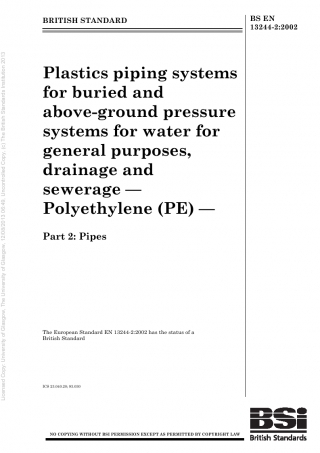 BRITISH STANDARD
BS EN
13244-2:2002
Plastics piping systems
for buried and
above-ground pressure
systems for water for
general purposes,
drainage and
sewerage —
Polyethylene (PE) —
Part 2: Pipes
The European Standard EN 13244-2:2002 has the status of a
British Standard
NO COPYING WITHOUT BSI PERMISSION EXCEPT AS PERMITTED BY COPYRIGHT LAW
BSi
British Standards